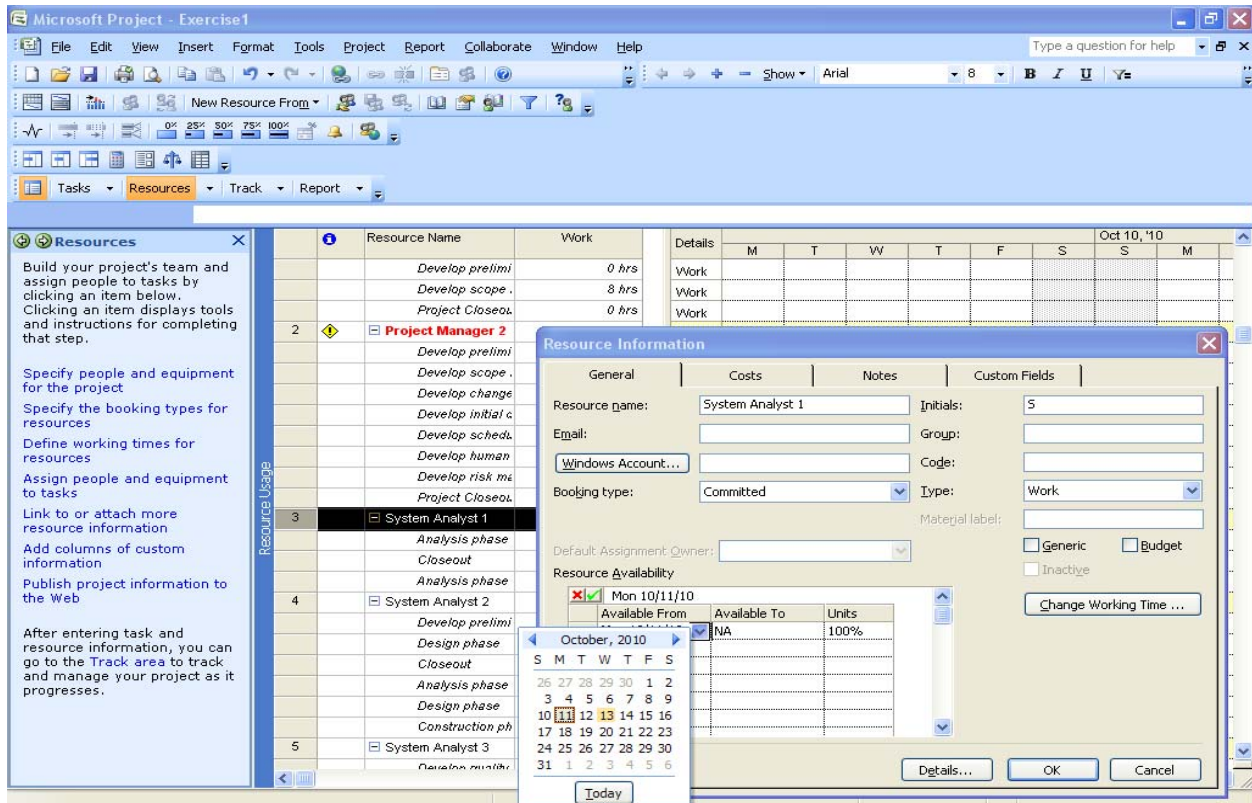 Microsoft Project - Exercise1
File Edit View Insert Format Tools Project Report Collaborate Window Help Type a question for help
Show Arial 8 B I U
New Resource From
0% 25% 50% 75% 100%
Tasks Resources Track Report
Resources
Build your project's team and
assign people to tasks by
clicking an item below.
Clicking an item displays tools
and instructions for completing
that step.
Specify people and equipment
for the project
Specify the booking types for
resources
Define working times for
resources
Assign people and equipment
to tasks
Link to or attach more
resource information
Add columns of custom
information
Publish project information to
the Web
After entering task and
resource information, you can
go to the Track area to track
and manage your project as it
progresses.
Resource Usage
Resource Name Work Details Oct 10, '10
M T W T F S S M
Develop prelimi 0 hrs Work
Develop scope . 8 hrs Work
Project Closeou 0 hrs Work
2 Project Manager 2
Develop prelimi
Develop scope .
Develop change
Develop initial c
Develop schedu
Develop human
Develop risk ma
Project Closeou
3 System Analyst 1
Analysis phase
Closeout
Analysis phase
4 System Analyst 2
Develop prelimi
Design phase
Closeout
Analysis phase
Design phase
Construction ph
5 System Analyst 3
Resource Information
General Costs Notes Custom Fields
Resource name: System Analyst 1 Initials: S
Email: Group:
Windows Account... Code:
Booking type: Committed Type: Work
Material label:
Default Assignment Owner: Generic Budget
Inactive
Resource Availability
Mon 10/11/10 Change Working Time ...
Available From Available To Units
NA 100%
October, 2010
S M T W T F S
26 27 28 29 30 1 2
3 4 5 6 7 8 9
10 11 12 13 14 15 16
17 18 19 20 21 22 23
24 25 26 27 28 29 30
31 1 2 3 4 5 6
Today
Details... OK Cancel